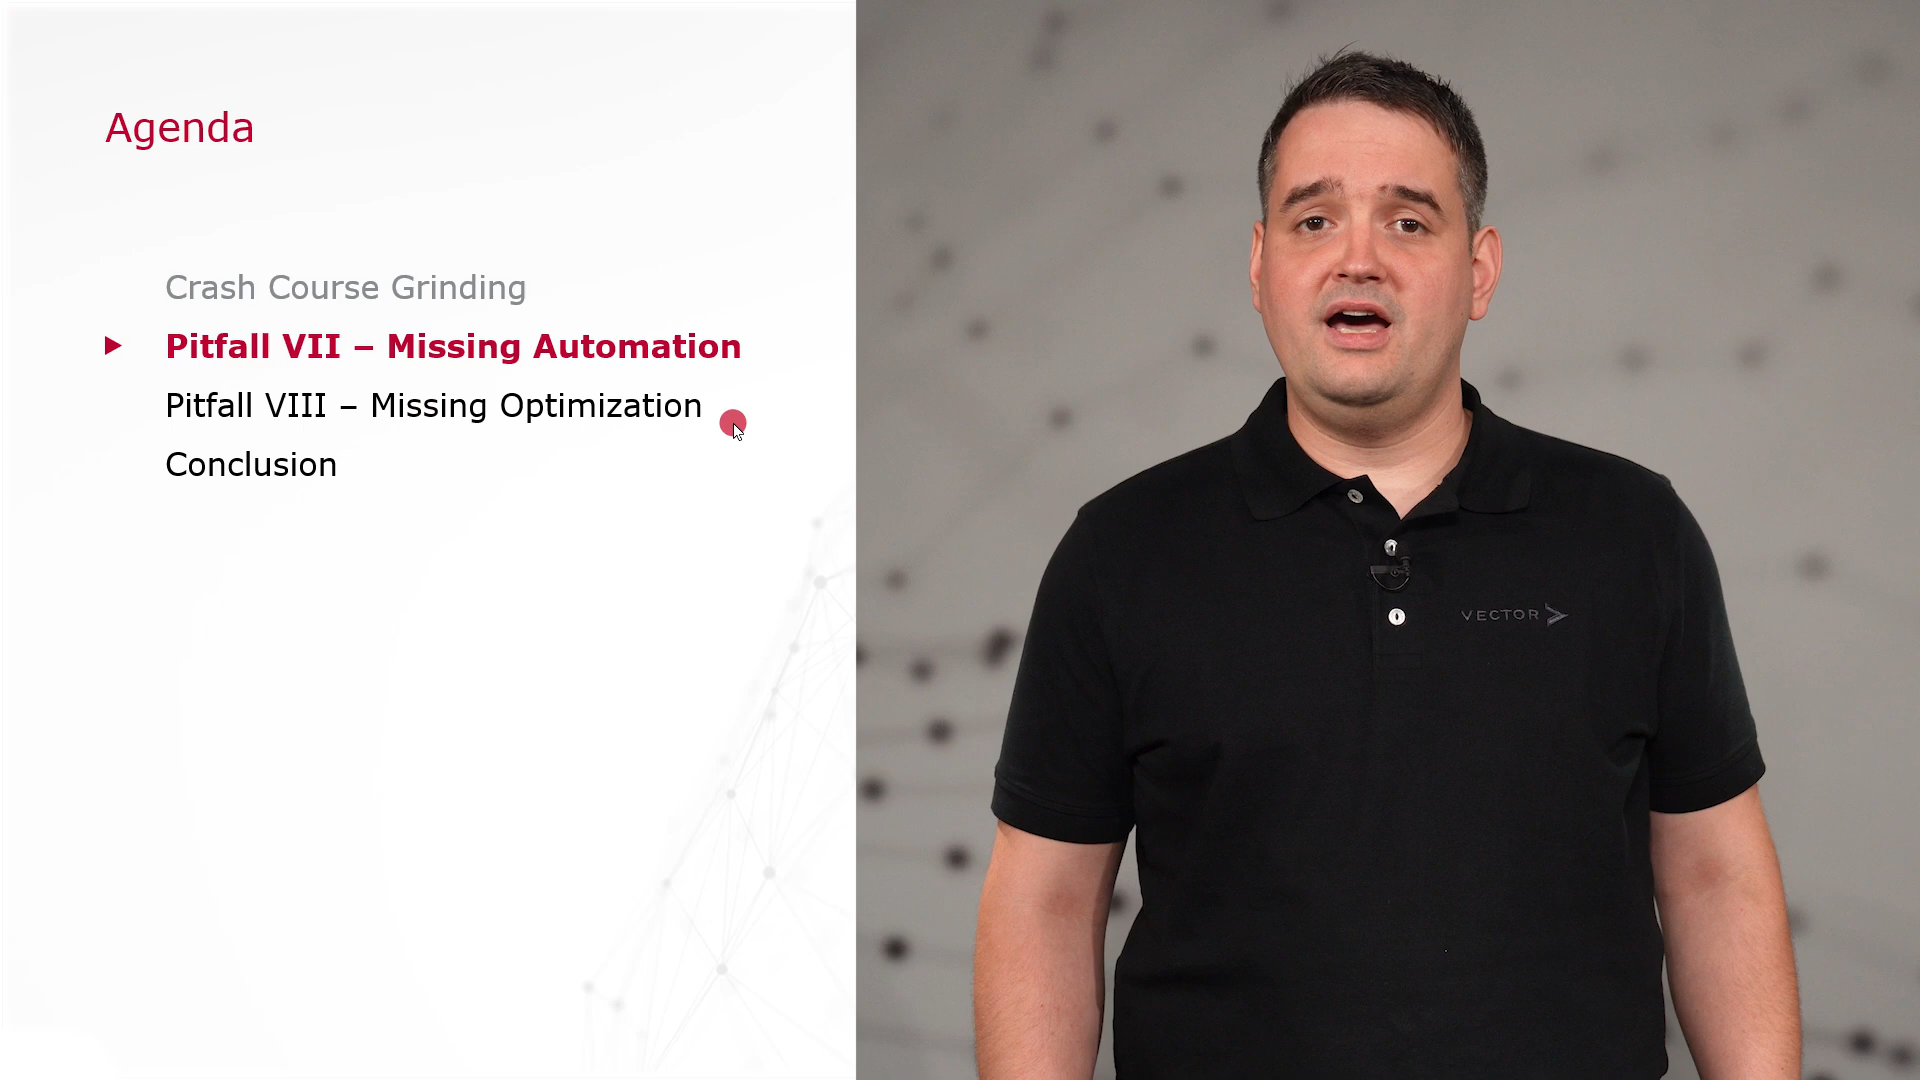 Agenda
Crash Course Grinding
Pitfall VII – Missing Automation
Pitfall VIII – Missing Optimization
Conclusion
VECTOR